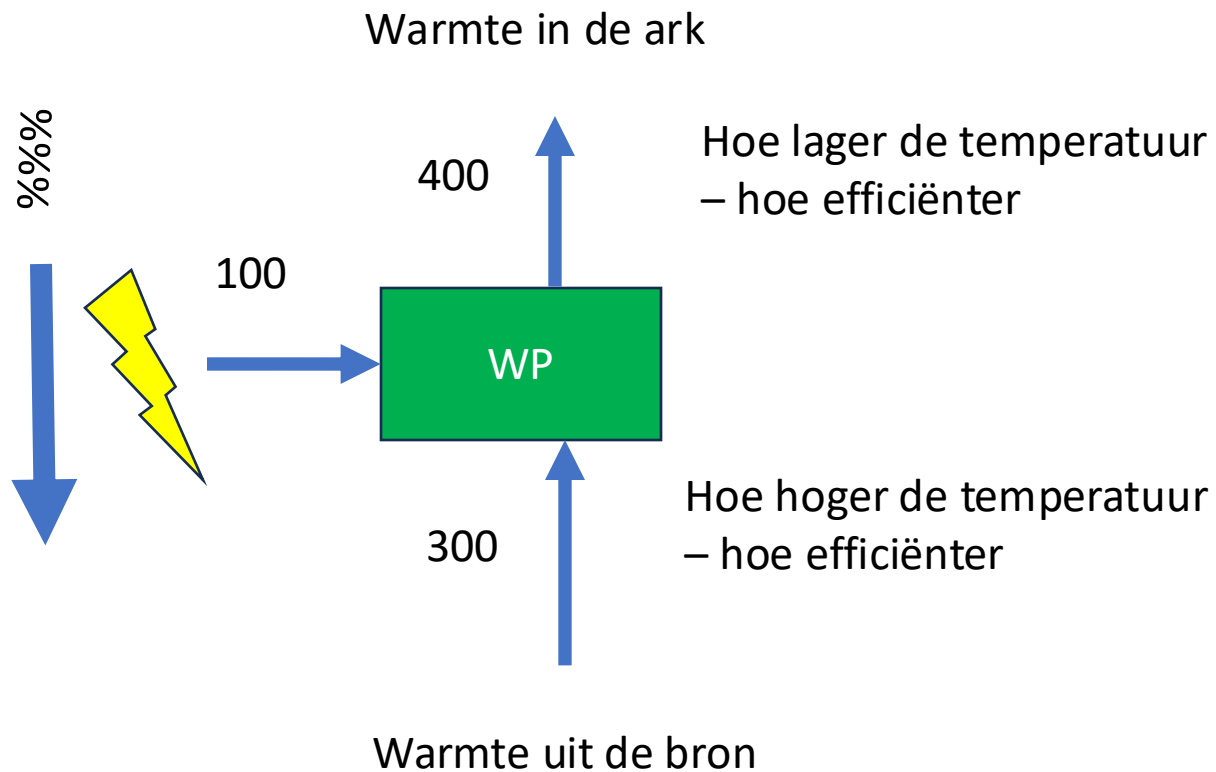 Warmte in de ark
%%%
400
Hoe lager de temperatuur
– hoe efficiënter
100
WP
300
Hoe hoger de temperatuur
– hoe efficiënter
Warmte uit de bron